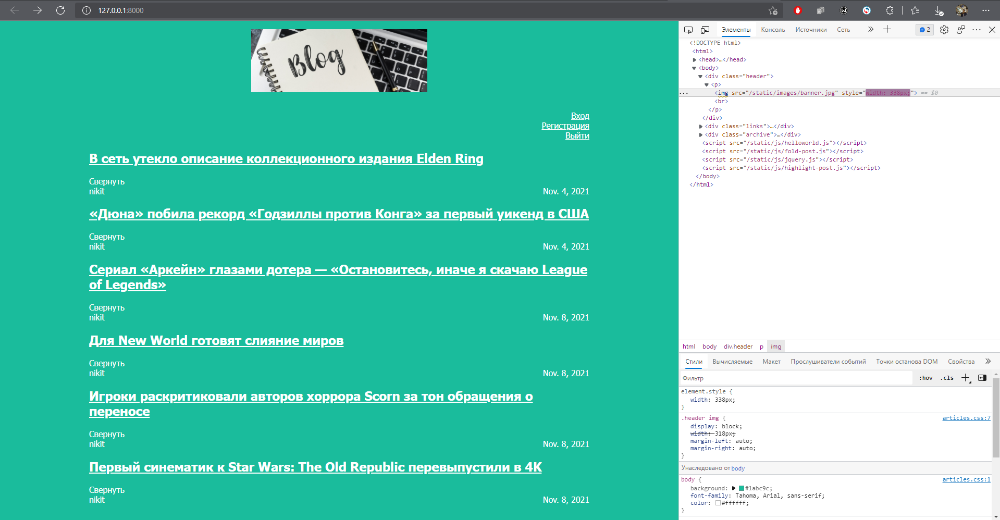 127.0.0.1:8000
Blog
Вход
Регистрация
Выйти
В сеть утекло описание коллекционного издания Elden Ring
Свернуть
nikit Nov. 4, 2021
«Дюна» побила рекорд «Годзиллы против Конга» за первый уикенд в США
Свернуть
nikit Nov. 4, 2021
Сериал «Аркейн» глазами дотера — «Остановитесь, иначе я скачаю League
of Legends»
Свернуть
nikit Nov. 8, 2021
Для New World готовят слияние миров
Свернуть
nikit Nov. 8, 2021
Игроки раскритиковали авторов хоррора Scorn за тон обращения о
переносе
Свернуть
nikit Nov. 8, 2021
Первый синематик к Star Wars: The Old Republic перевыпустили в 4K
Свернуть
nikit Nov. 8, 2021
Элементы Консоль Источники Сеть 2
<!DOCTYPE html>
<html>
<head>…</head>
<body>
<div class="header">
<p>
<img src="/static/images/banner.jpg" style="width: 338px;"> == $0
<br>
</p>
</div>
<div class="links">…</div>
<div class="archive">…</div>
<script src="/static/js/helloworld.js"></script>
<script src="/static/js/fold-post.js"></script>
<script src="/static/js/jquery.js"></script>
<script src="/static/js/highlight-post.js"></script>
</body>
</html>
html body div.header p img
Стили Вычисляемые Макет Прослушиватели событий Точки останова DOM Свойства
Фильтр :hov .cls
element.style {
width: 338px;
}
.header img { articles.css:7
display: block;
width: 318px;
margin-left: auto;
margin-right: auto;
}
Унаследовано от body
body { articles.css:1
background: #1abc9c;
font-family: Tahoma, Arial, sans-serif;
color: #ffffff;
}